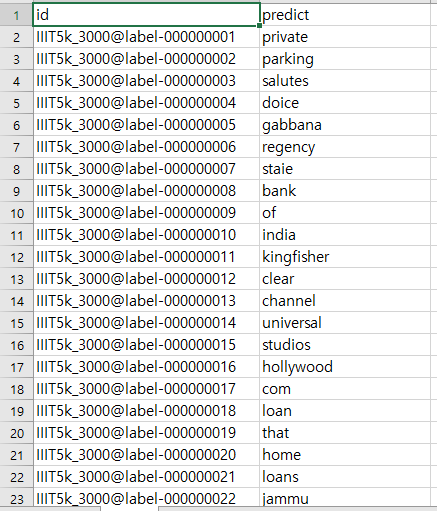 1 id predict
2 IIIT5k_3000@label-000000001 private
3 IIIT5k_3000@label-000000002 parking
4 IIIT5k_3000@label-000000003 salutes
5 IIIT5k_3000@label-000000004 doice
6 IIIT5k_3000@label-000000005 gabbana
7 IIIT5k_3000@label-000000006 regency
8 IIIT5k_3000@label-000000007 staie
9 IIIT5k_3000@label-000000008 bank
10 IIIT5k_3000@label-000000009 of
11 IIIT5k_3000@label-000000010 india
12 IIIT5k_3000@label-000000011 kingfisher
13 IIIT5k_3000@label-000000012 clear
14 IIIT5k_3000@label-000000013 channel
15 IIIT5k_3000@label-000000014 universal
16 IIIT5k_3000@label-000000015 studios
17 IIIT5k_3000@label-000000016 hollywood
18 IIIT5k_3000@label-000000017 com
19 IIIT5k_3000@label-000000018 loan
20 IIIT5k_3000@label-000000019 that
21 IIIT5k_3000@label-000000020 home
22 IIIT5k_3000@label-000000021 loans
23 IIIT5k_3000@label-000000022 jammu